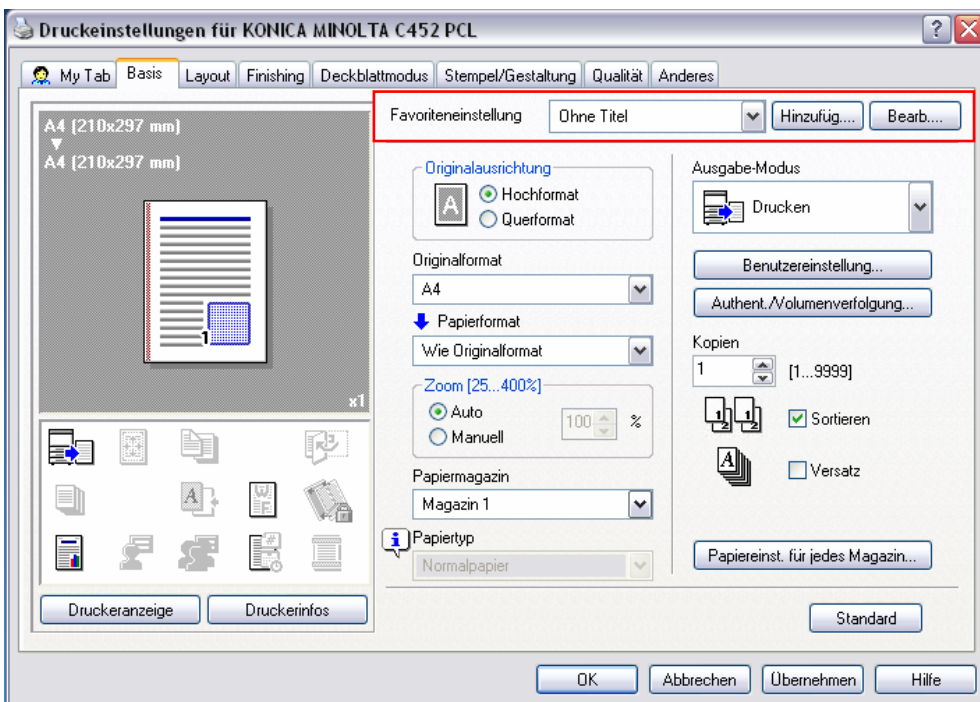 Druckeinstellungen für KONICA MINOLTA C452 PCL
My Tab Basis Layout Finishing Deckblattmodus Stempel/Gestaltung Qualität Anderes
A4 (210x297 mm)
A4 (210x297 mm)
1
x1
Druckeranzeige Druckerinfos
Favoriteneinstellung Ohne Titel Hinzufüg.... Bearb....
Originalausrichtung
A
Hochformat
Querformat
Originalformat
A4
Papierformat
Wie Originalformat
Zoom [25...400%]
Auto
Manuell
100 %
Papiermagazin
Magazin 1
Papiertyp
Normalpapier
Ausgabe-Modus
Drucken
Benutzereinstellung...
Authent./Volumenverfolgung...
Kopien
1 [1...9999]
Sortieren
Versatz
Papiereinst. für jedes Magazin...
Standard
OK Abbrechen Übernehmen Hilfe